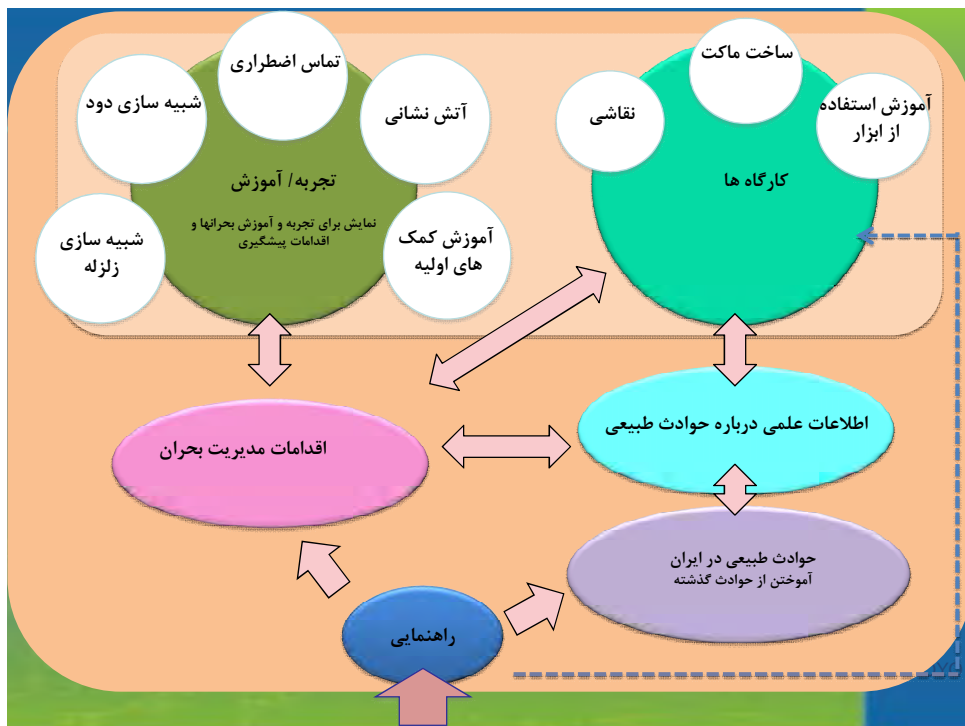 ساخت ماکت
نقاشی
آموزش استفاده
از ابزار
کارگاه ها
تماس اضطراری
شبیه سازی دود
آتش نشانی
تجربه/ آموزش
نمایش برای تجربه و آموزش بحرانها و
اقدامات پیشگیری
شبیه سازی
زلزله
آموزش کمک
های اولیه
اطلاعات علمی درباره حوادث طبیعی
اقدامات مدیریت بحران
حوادث طبیعی در ایران
آموختن از حوادث گذشته
راهنمایی